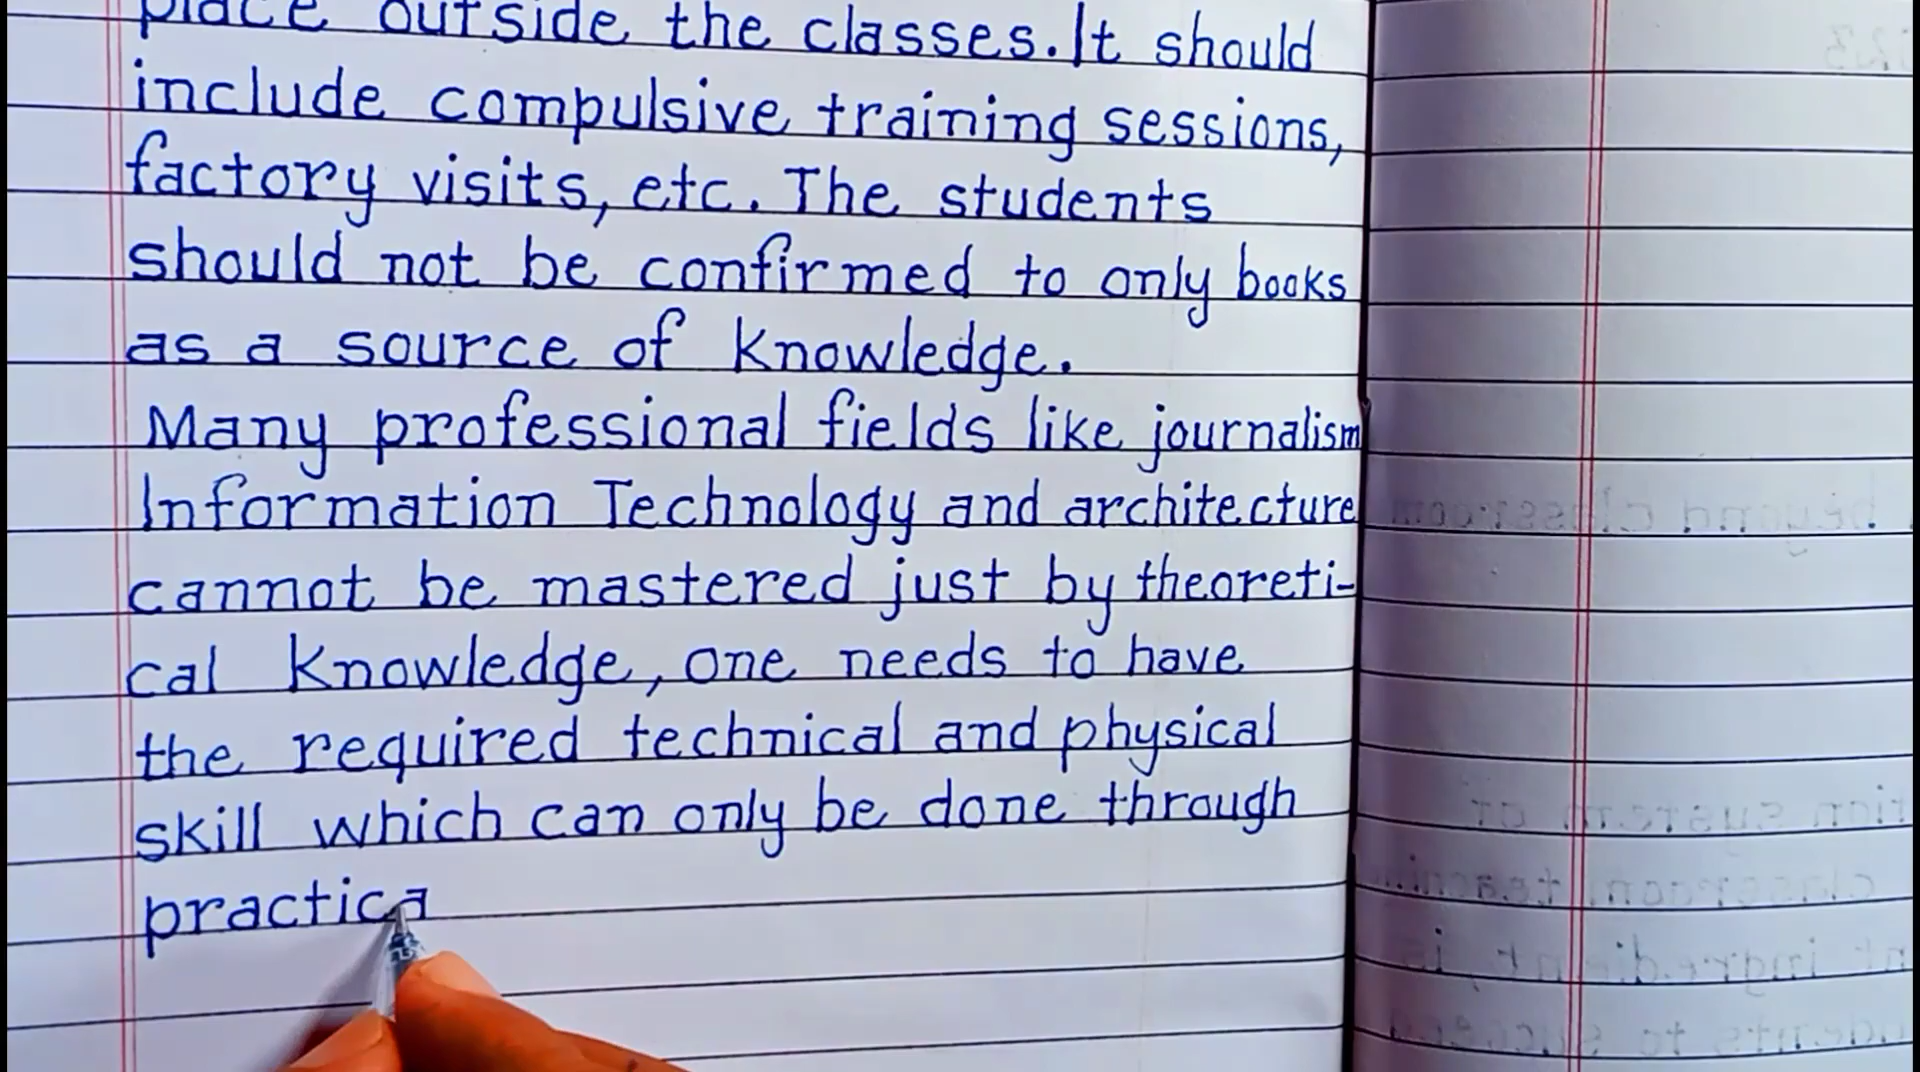 place outside the classes. It should
include compulsive training sessions,
factory visits, etc. The students
should not be confirmed to only books
as a source of knowledge.
Many professional fields like journalism
Information Technology and architecture
cannot be mastered just by theoreti-
cal knowledge, one needs to have
the required technical and physical
skill which can only be done through
practica